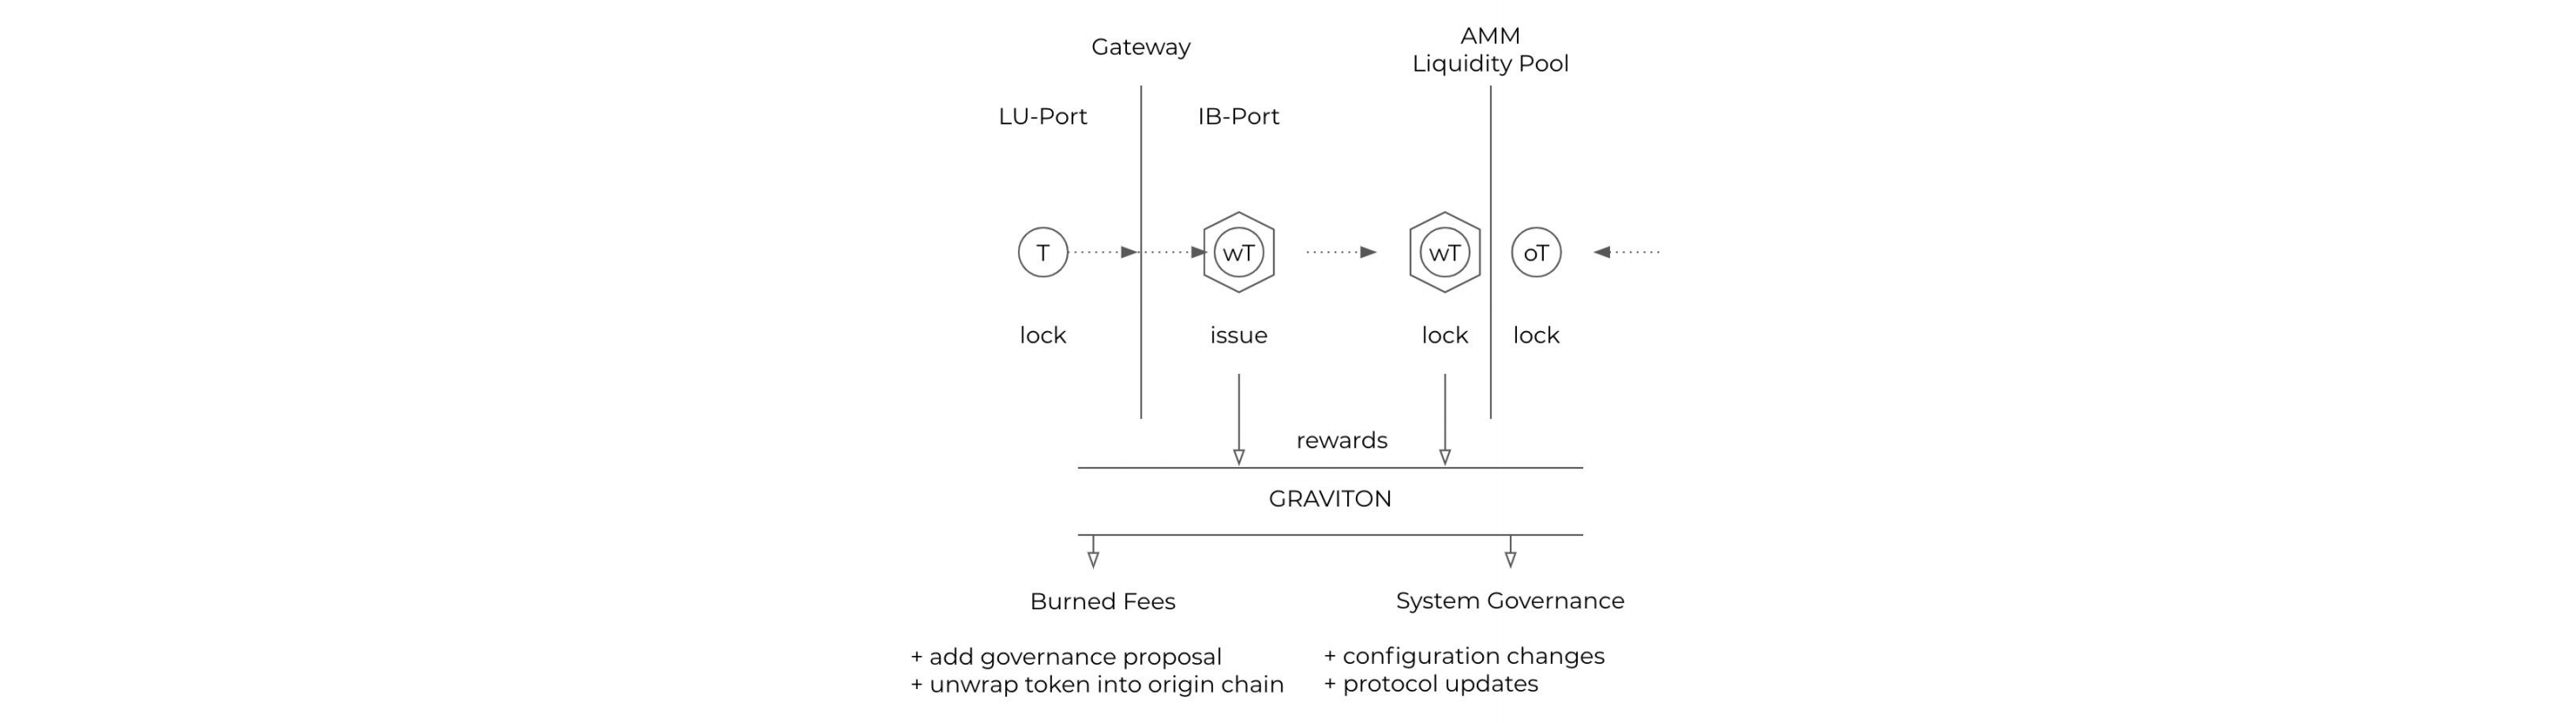 Gateway
AMM
Liquidity Pool
LU-Port
IB-Port
T
wT
wT
oT
lock
issue
lock
lock
rewards
GRAVITON
Burned Fees
System Governance
+ add governance proposal
+ unwrap token into origin chain
+ configuration changes
+ protocol updates